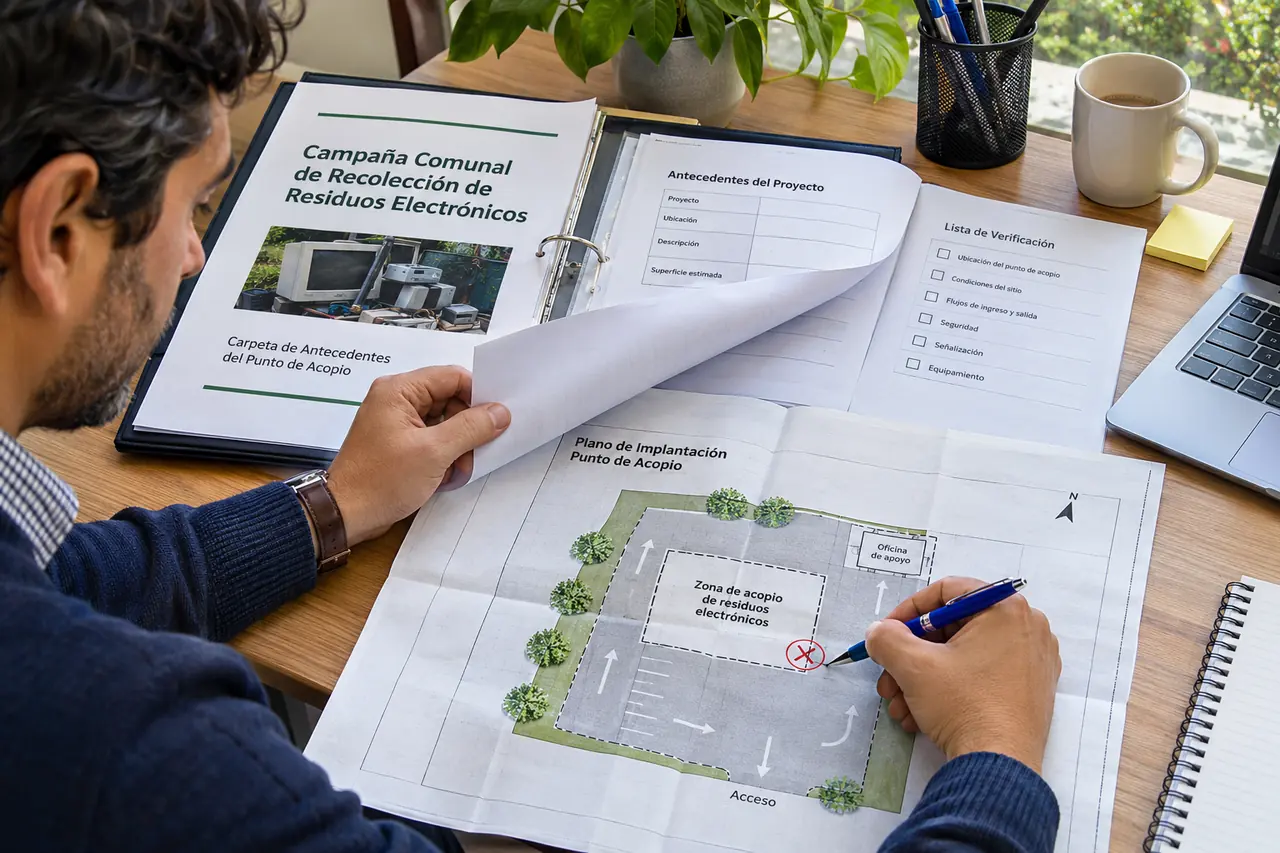 Campaña Comunal
de Recolección de
Residuos Electrónicos
Carpeta de Antecedentes
del Punto de Acopio
Antecedentes del Proyecto
Proyecto
Ubicación
Descripción
Superficie estimada
Lista de Verificación
Ubicación del punto de acopio
Condiciones del sitio
Flujos de ingreso y salida
Seguridad
Señalización
Equipamiento
Plano de Implantación
Punto de Acopio
N
Oficina
de apoyo
Zona de acopio
de residuos
electrónicos
Acceso